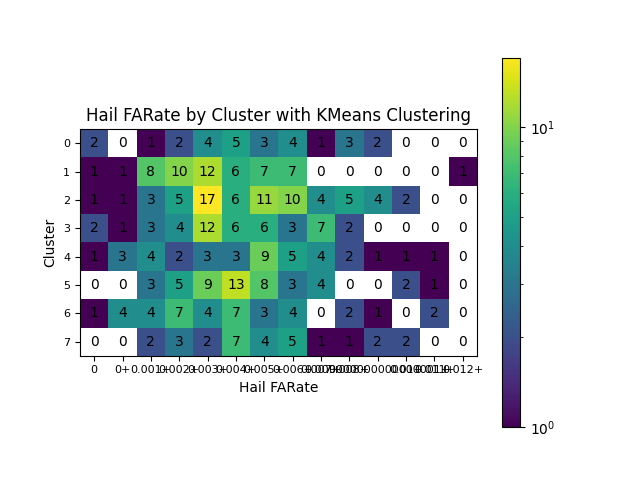 Hail FARate by Cluster with KMeans Clustering
0 2 0 1 2 4 5 3 4 1 3 2 0 0 0
1 1 1 8 10 12 6 7 7 0 0 0 0 0 1
2 1 1 3 5 17 6 11 10 4 5 4 2 0 0
3 2 1 3 4 12 6 6 3 7 2 0 0 0 0
4 1 3 4 2 3 3 9 5 4 2 1 1 1 0
5 0 0 3 5 9 13 8 3 4 0 0 2 1 0
6 1 4 4 7 4 7 3 4 0 2 1 0 2 0
7 0 0 2 3 2 7 4 5 1 1 2 2 0 0
0 0+
Hail FARate
Cluster
10¹
10⁰